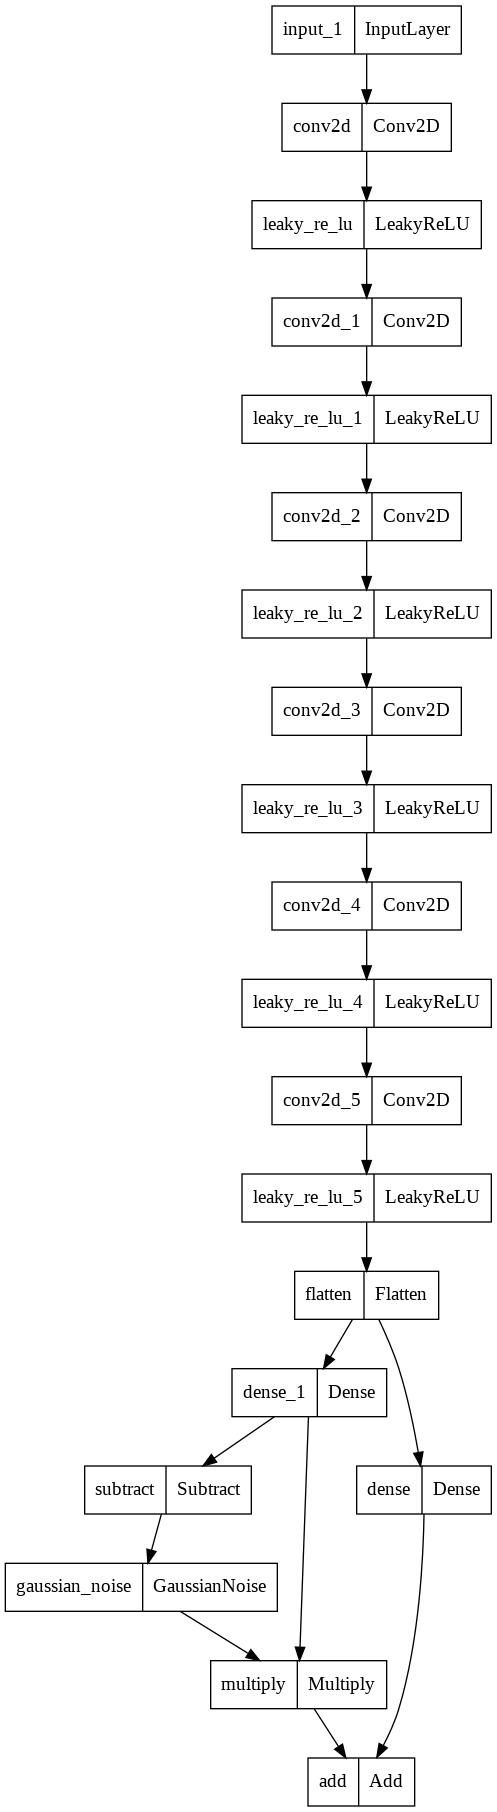 input_1 InputLayer
conv2d Conv2D
leaky_re_lu LeakyReLU
conv2d_1 Conv2D
leaky_re_lu_1 LeakyReLU
conv2d_2 Conv2D
leaky_re_lu_2 LeakyReLU
conv2d_3 Conv2D
leaky_re_lu_3 LeakyReLU
conv2d_4 Conv2D
leaky_re_lu_4 LeakyReLU
conv2d_5 Conv2D
leaky_re_lu_5 LeakyReLU
flatten Flatten
dense_1 Dense
subtract Subtract
dense Dense
gaussian_noise GaussianNoise
multiply Multiply
add Add